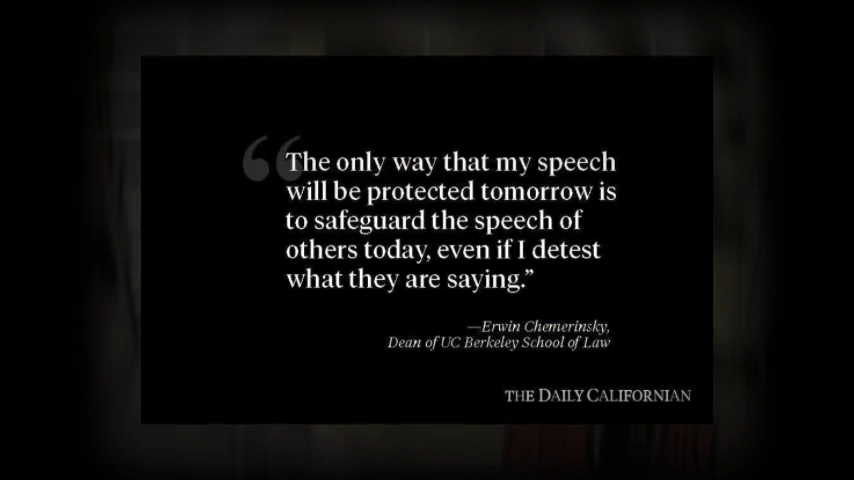 “The only way that my speech
will be protected tomorrow is
to safeguard the speech of
others today, even if I detest
what they are saying.”
—Erwin Chemerinsky,
Dean of UC Berkeley School of Law
THE DAILY CALIFORNIAN